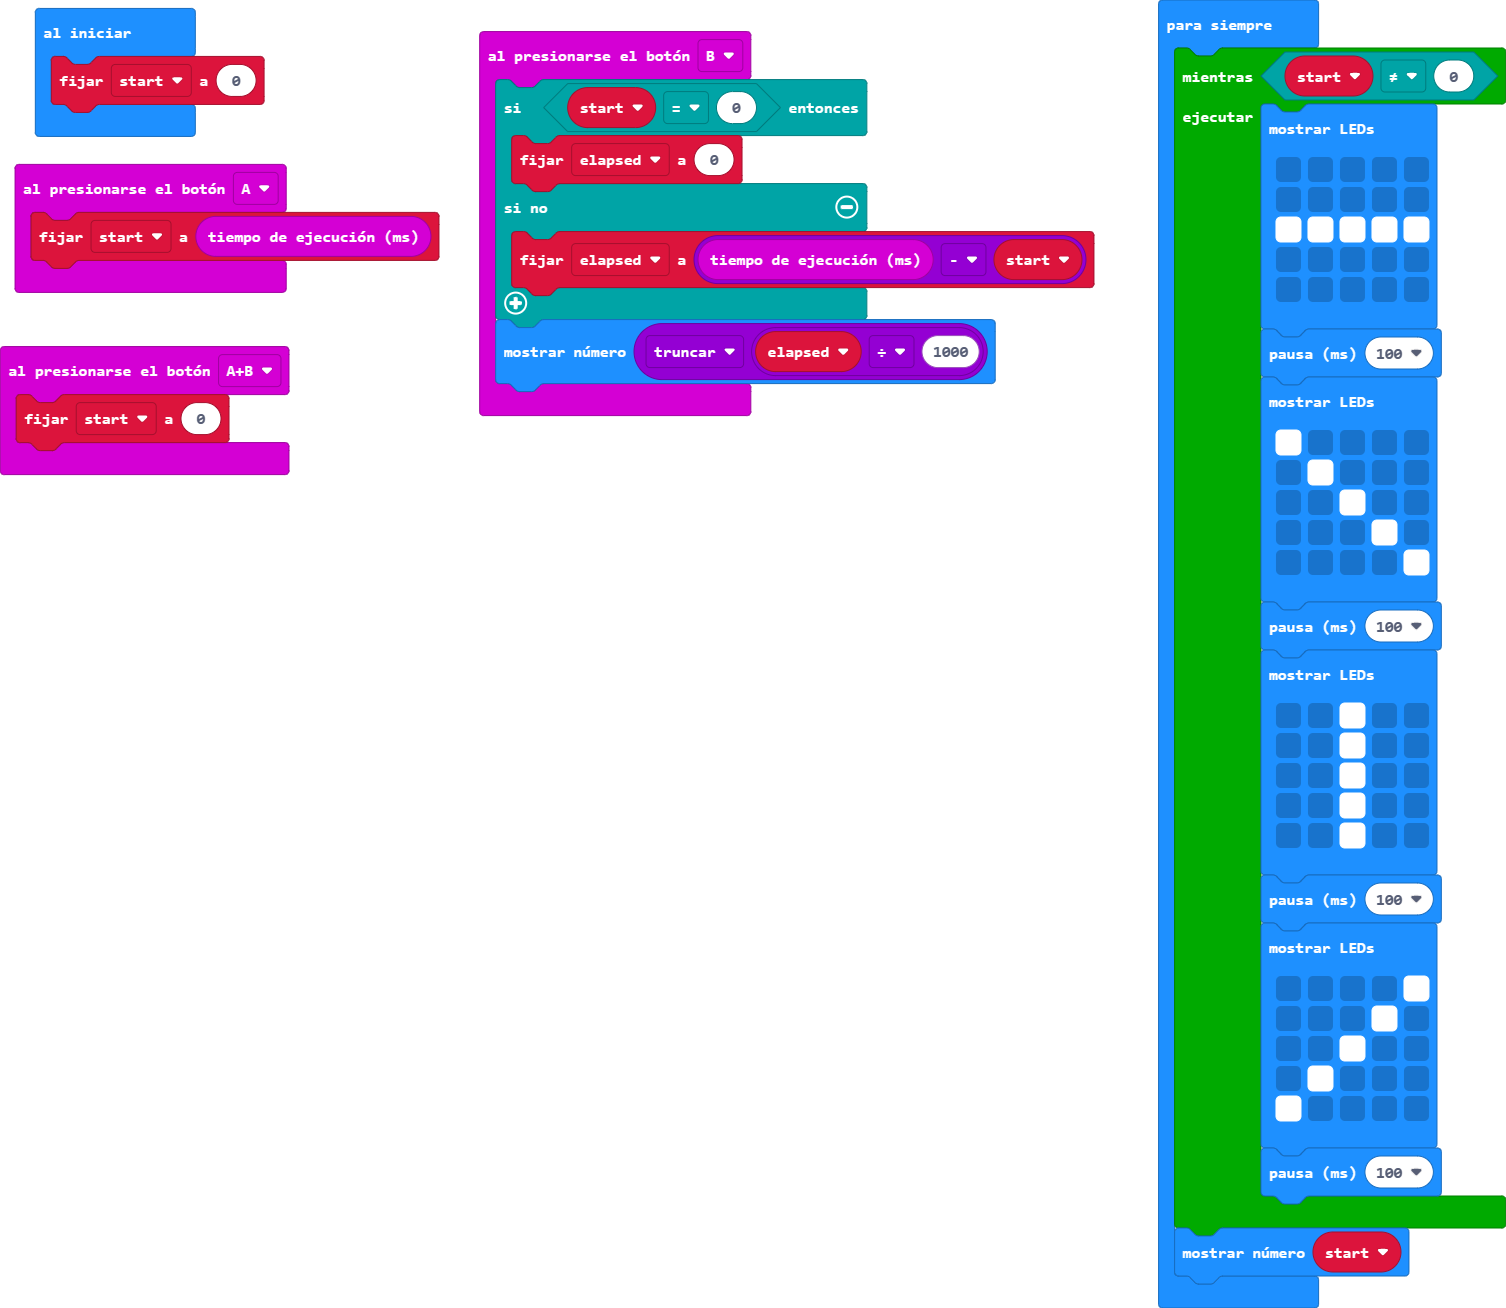 al iniciar
fijar start a 0
al presionarse el botón A
fijar start a tiempo de ejecución (ms)
al presionarse el botón A+B
fijar start a 0
al presionarse el botón B
si start = 0 entonces
fijar elapsed a 0
si no
fijar elapsed a tiempo de ejecución (ms) - start
mostrar número truncar elapsed ÷ 1000
para siempre
mientras start ≠ 0
ejecutar
mostrar LEDs
pausa (ms) 100
mostrar LEDs
pausa (ms) 100
mostrar LEDs
pausa (ms) 100
mostrar LEDs
pausa (ms) 100
mostrar número start